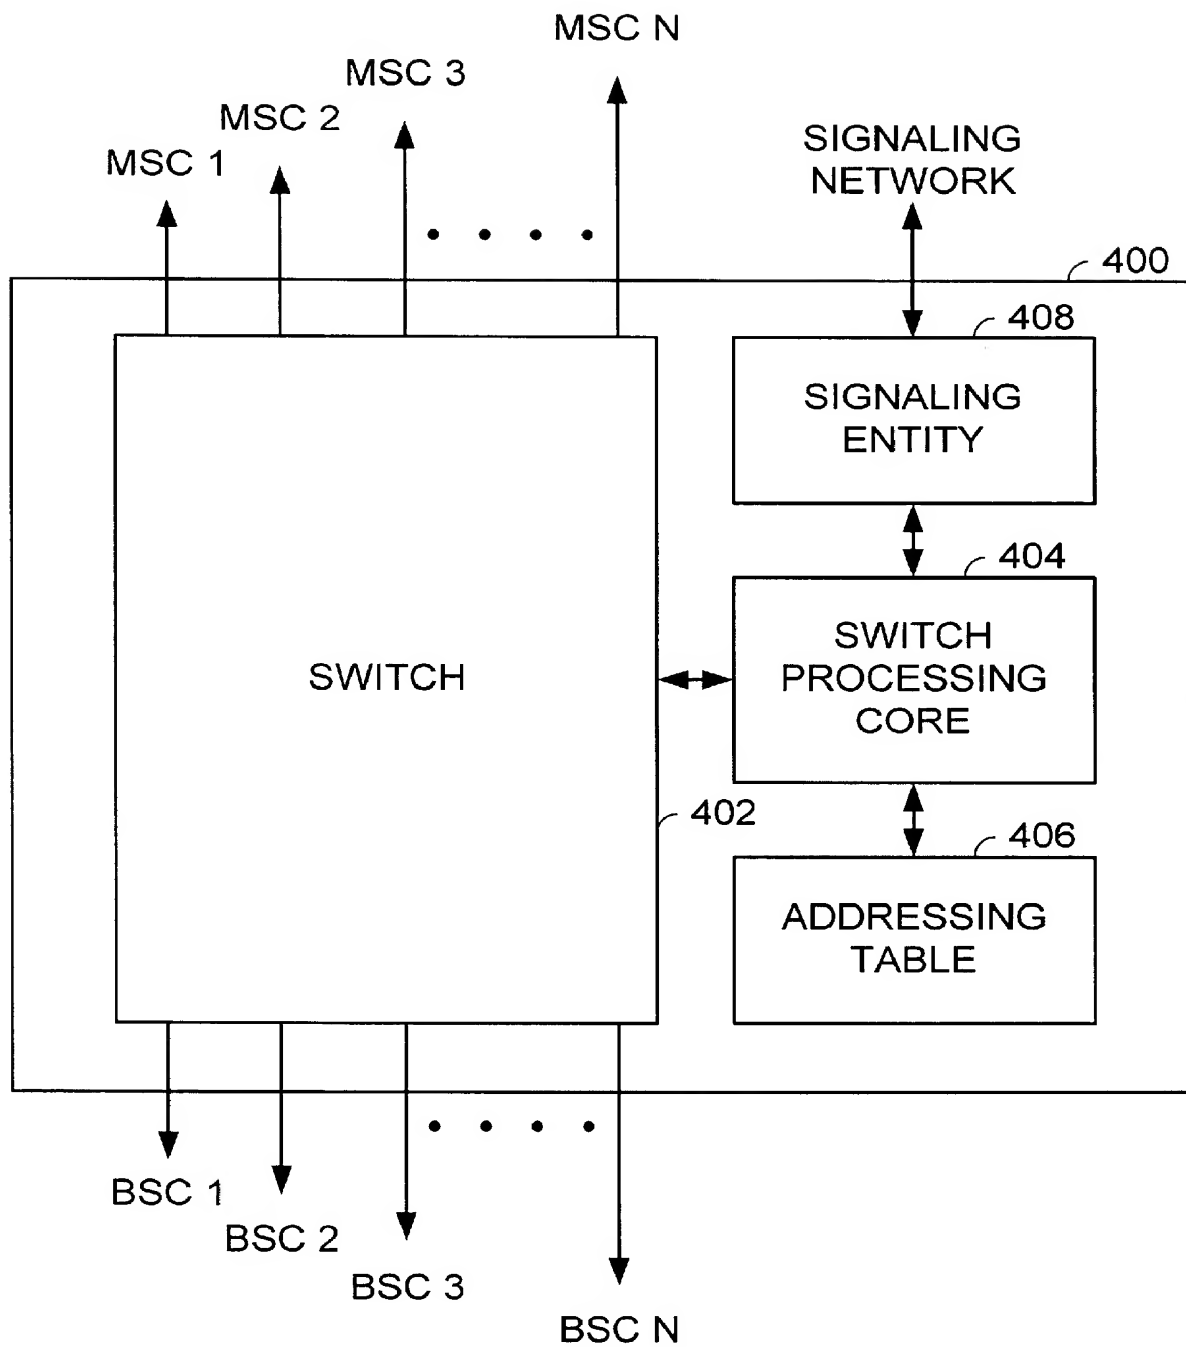 MSC N
MSC 3
MSC 2
MSC 1
SIGNALING
NETWORK
400
408
SIGNALING
ENTITY
404
SWITCH
PROCESSING
CORE
SWITCH
402
406
ADDRESSING
TABLE
BSC 1
BSC 2
BSC 3
BSC N